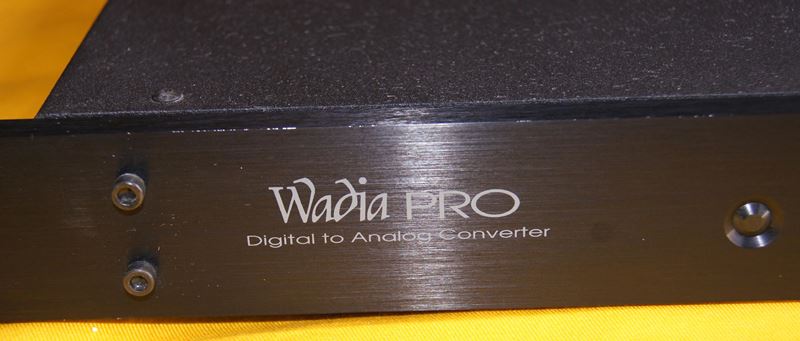 Wadia PRO
Digital to Analog Converter